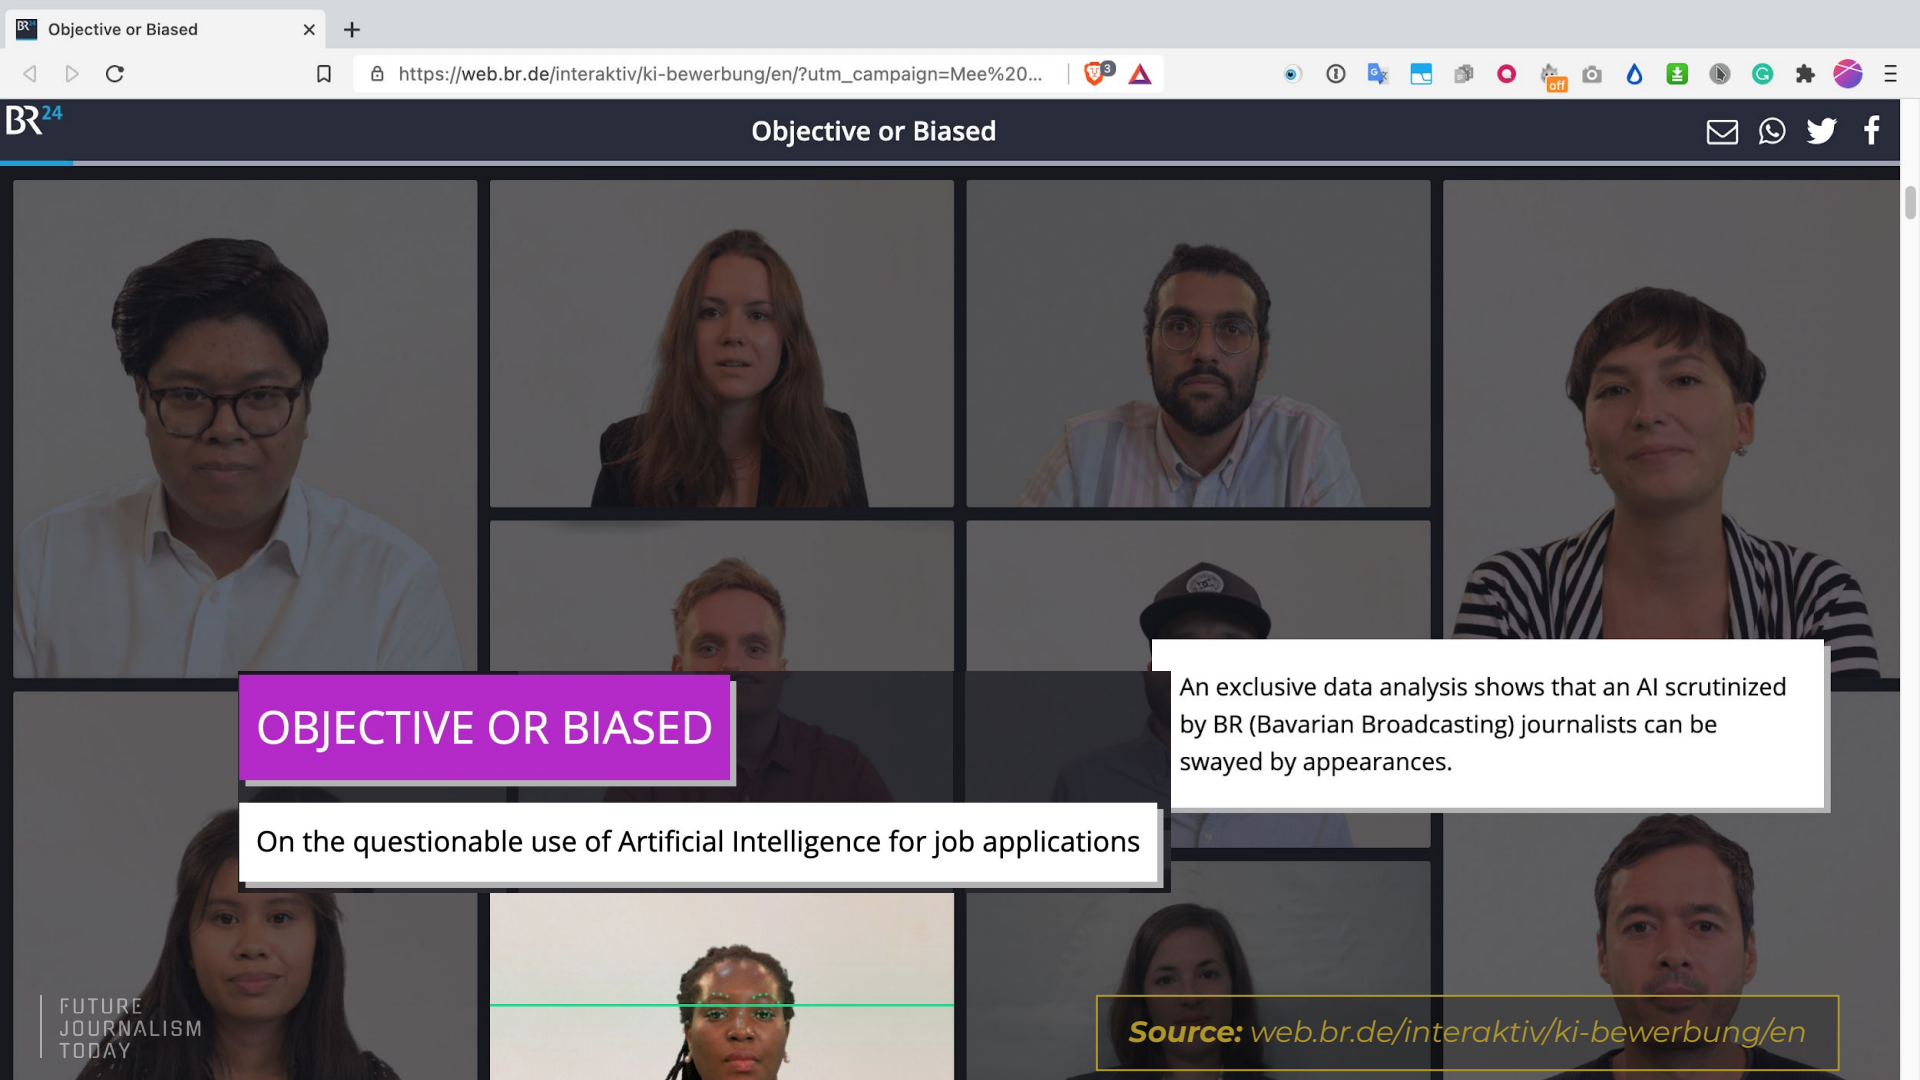 BR24
Objective or Biased
https://web.br.de/interaktiv/ki-bewerbung/en/?utm_campaign=Mee%20...
3
off
BR24
Objective or Biased
OBJECTIVE OR BIASED
On the questionable use of Artificial Intelligence for job applications
An exclusive data analysis shows that an AI scrutinized
by BR (Bavarian Broadcasting) journalists can be
swayed by appearances.
FUTURE
JOURNALISM
TODAY
Source: web.br.de/interaktiv/ki-bewerbung/en